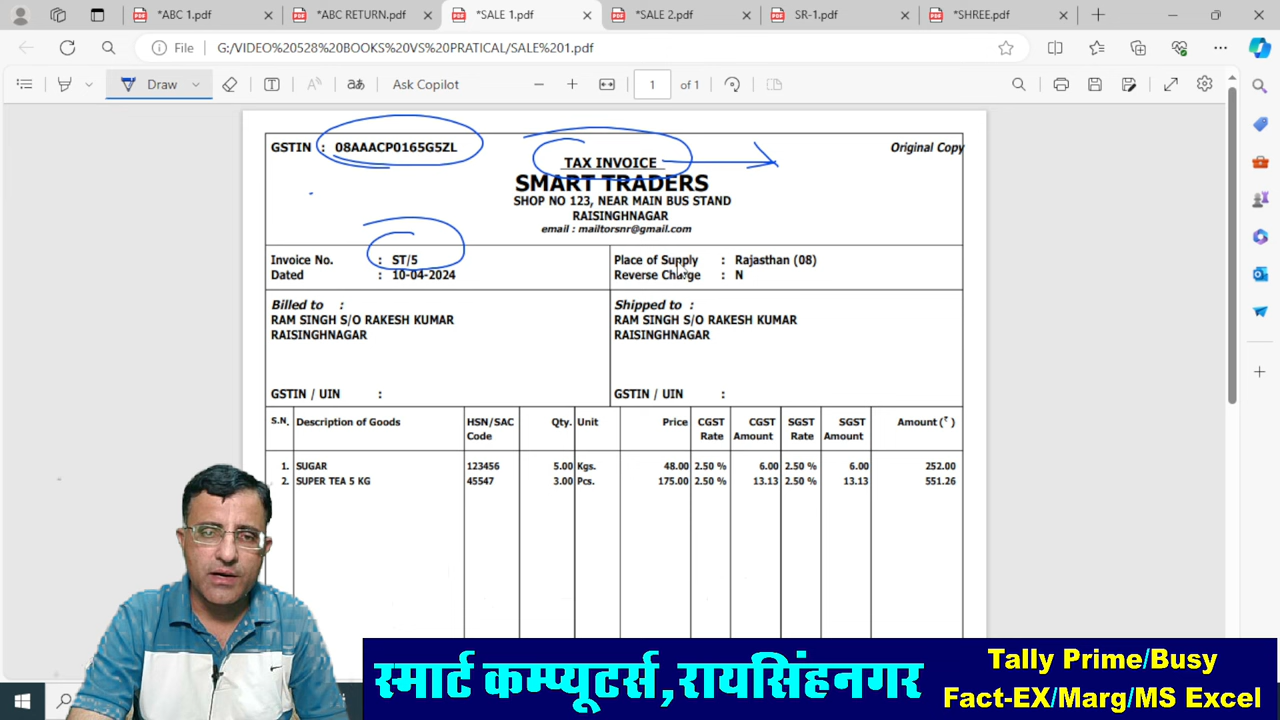 *ABC 1.pdf
*ABC RETURN.pdf
*SALE 1.pdf
*SALE 2.pdf
SR-1.pdf
*SHREE.pdf
File G:/VIDEO%20528%20BOOKS%20VS%20PRATICAL/SALE%201.pdf
Draw
aあ
Ask Copilot
1 of 1
GSTIN : 08AAACP0165G5ZL
Original Copy
TAX INVOICE
SMART TRADERS
SHOP NO 123, NEAR MAIN BUS STAND
RAISINGHNAGAR
email : mailtorsnr@gmail.com
Invoice No. : ST/5
Dated : 10-04-2024
Place of Supply : Rajasthan (08)
Reverse Charge : N
Billed to :
RAM SINGH S/O RAKESH KUMAR
RAISINGHNAGAR
GSTIN / UIN :
Shipped to :
RAM SINGH S/O RAKESH KUMAR
RAISINGHNAGAR
GSTIN / UIN :
S.N. Description of Goods HSN/SAC Code Qty. Unit Price CGST Rate CGST Amount SGST Rate SGST Amount Amount (₹)
1. SUGAR 123456 5.00 Kgs. 48.00 2.50 % 6.00 2.50 % 6.00 252.00
2. SUPER TEA 5 KG 45547 3.00 Pcs. 175.00 2.50 % 13.13 2.50 % 13.13 551.26
स्मार्ट कम्प्यूटर्स,रायसिंहनगर
Tally Prime/Busy
Fact-EX/Marg/MS Excel